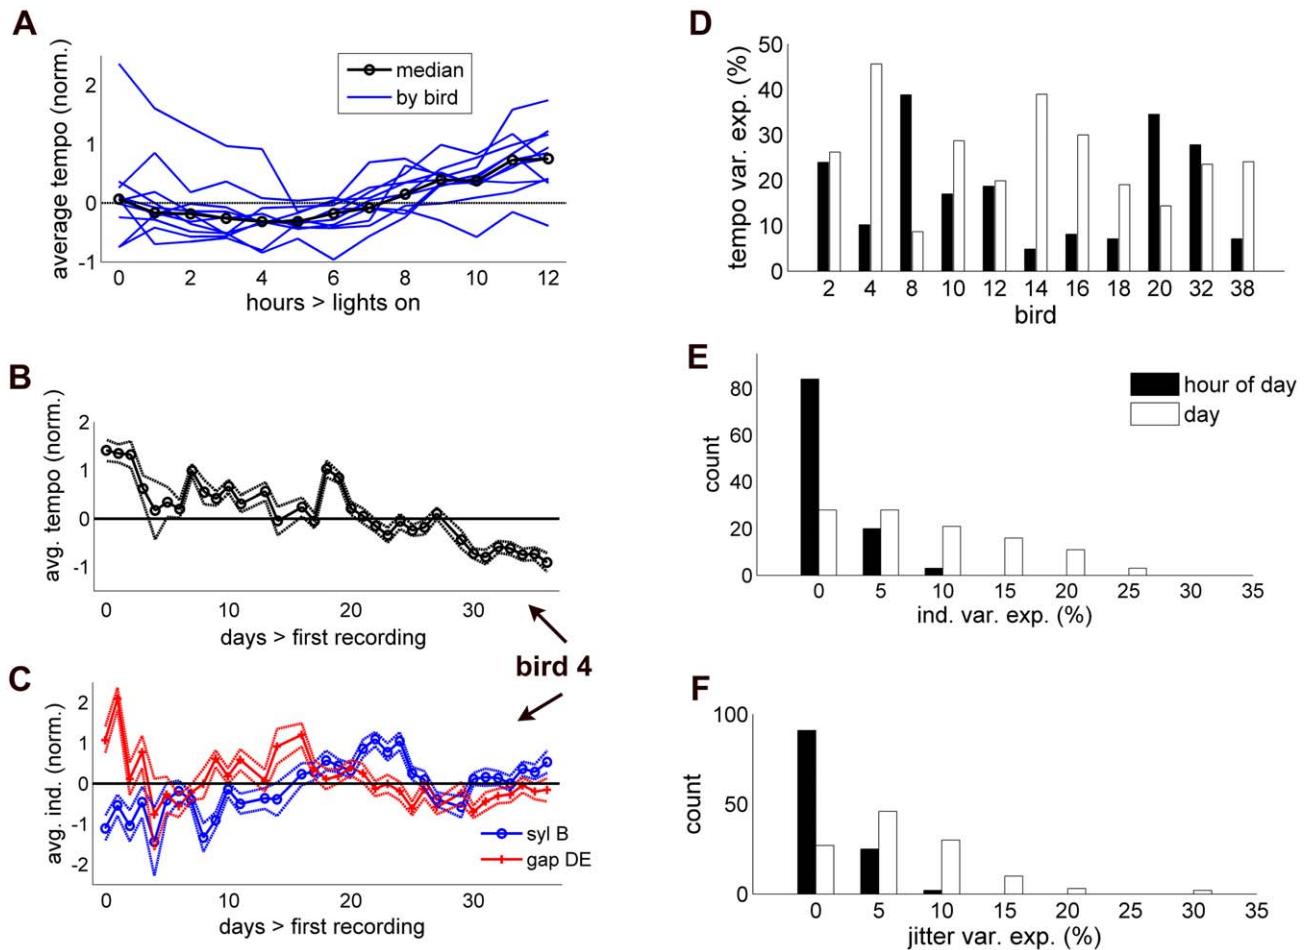 A
average tempo (norm.)
2
1
0
-1
median
by bird
0 2 4 6 8 10 12
hours > lights on
B
avg. tempo (norm.)
2
1
0
-1
0 10 20 30
days > first recording
bird 4
C
avg. ind. (norm.)
2
1
0
-1
-2
syl B
gap DE
0 10 20 30
days > first recording
D
tempo var. exp. (%)
50
40
30
20
10
0
2 4 8 10 12 14 16 18 20 32 38
bird
E
count
80
60
40
20
0
hour of day
day
0 5 10 15 20 25 30 35
ind. var. exp. (%)
F
count
100
50
0
0 5 10 15 20 25 30 35
jitter var. exp. (%)